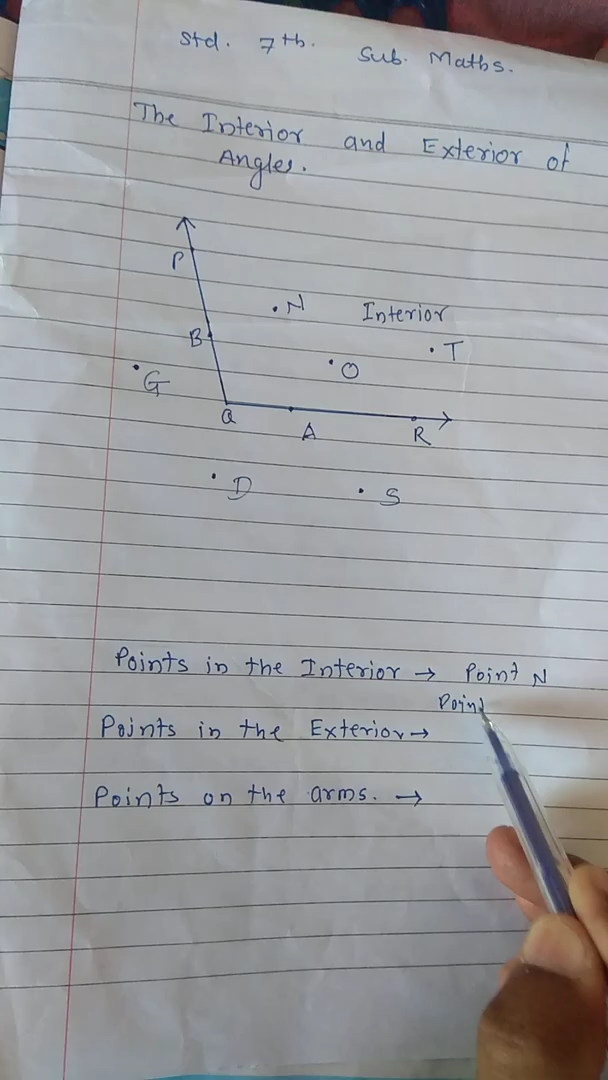 Std. 7th. Sub. Maths.
The Interior and Exterior of
Angles.
P
N Interior
B
T
O
G
Q
A
R
D
S
Points in the Interior → Point N
Point
Points in the Exterior →
Points on the arms. →